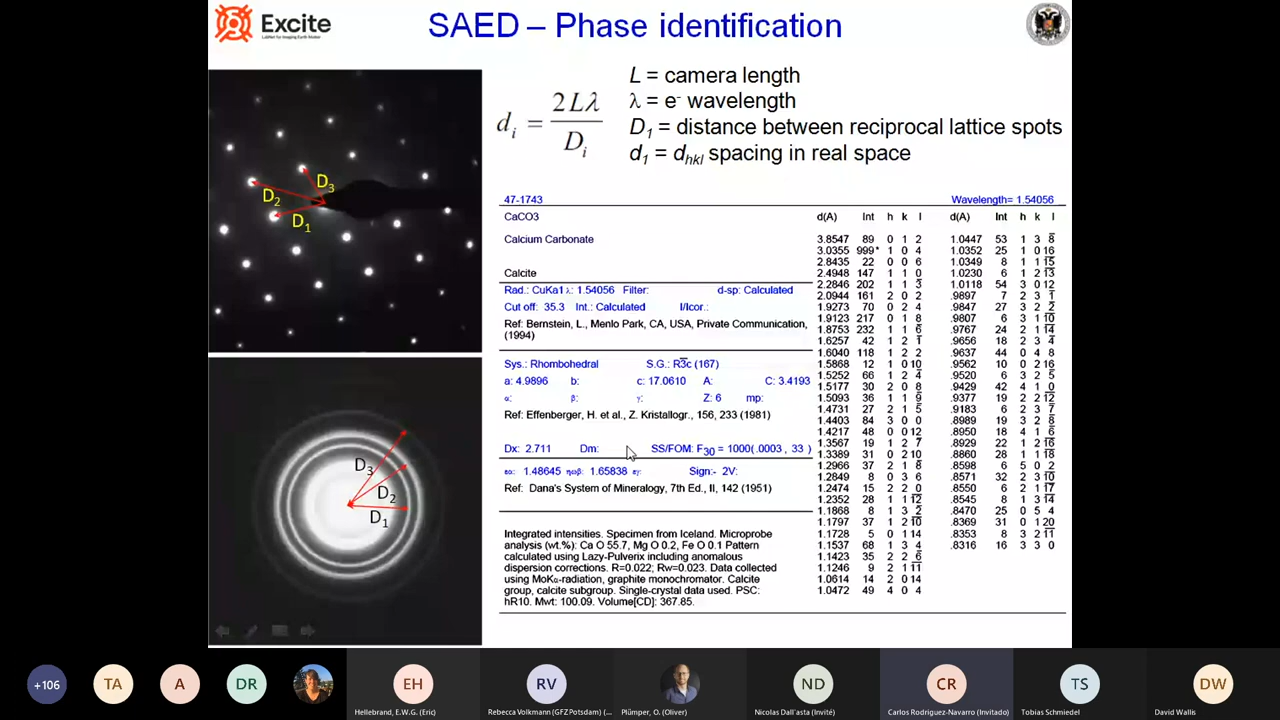 Excite
SAED – Phase identification
L = camera length
λ = e⁻ wavelength
D₁ = distance between reciprocal lattice spots
d₁ = dₕₖₗ spacing in real space
dᵢ = 2Lλ / Dᵢ
D₃
D₂
D₁
D₃
D₂
D₁
47-1743 Wavelength= 1.54056
CaCO3
Calcium Carbonate
Calcite
Rad.: CuKa1 λ: 1.54056 Filter: d-sp: Calculated
Cut off: 35.3 Int.: Calculated I/Icor.:
Ref: Bernstein, L., Menlo Park, CA, USA, Private Communication,
(1994)
Sys.: Rhombohedral S.G.: R3̅c (167)
a: 4.9896 b: c: 17.0610 A: C: 3.4193
α: β: γ: Z: 6 mp:
Ref: Effenberger, H. et al., Z. Kristallogr., 156, 233 (1981)
Dx: 2.711 Dm: SS/FOM: F30 = 1000(.0003 , 33 )
εα: 1.48645 ηωβ: 1.65838 εγ: Sign:- 2V:
Ref: Dana's System of Mineralogy, 7th Ed., II, 142 (1951)
Integrated intensities. Specimen from Iceland. Microprobe
analysis (wt.%): Ca O 55.7, Mg O 0.2, Fe O 0.1 Pattern
calculated using Lazy-Pulverix including anomalous
dispersion corrections. R=0.022; Rw=0.023. Data collected
using MoKα-radiation, graphite monochromator. Calcite
group, calcite subgroup. Single-crystal data used. PSC:
hR10. Mwt: 100.09. Volume[CD]: 367.85.
d(A) Int h k l
3.8547 89 0 1 2
3.0355 999* 1 0 4
2.8435 22 0 0 6
2.4948 147 1 1 0
2.2846 202 1 1 3̅
2.0944 161 2 0 2
1.9273 70 0 2 4
1.9123 217 0 1 8
1.8753 232 1 1 6̅
1.6257 42 1 2 1̅
1.6040 118 1 2 2
1.5868 12 1 0 10
1.5252 66 1 2 4̅
1.5177 30 2 0 8
1.5093 36 1 1 9̅
1.4731 27 2 1 5̅
1.4403 84 3 0 0
1.4217 48 0 0 12
1.3567 19 1 2 7̅
1.3389 31 0 2 10
1.2966 37 2 1 8̅
1.2849 8 0 3 6
1.2474 15 2 2 0
1.2352 28 1 1 12
1.1868 8 1 3 2̅
1.1797 37 1 2 10
1.1728 5 0 1 14
1.1537 68 1 3 4
1.1423 35 2 2 6̅
1.1246 9 2 1 11
1.0614 14 2 0 14
1.0472 49 4 0 4
d(A) Int h k l
1.0447 53 1 3 8̅
1.0352 25 1 0 16
1.0349 8 1 1 15
1.0230 6 1 2 13
1.0118 54 3 0 12
.9897 7 2 3 1̅
.9847 27 3 2 2̅
.9807 6 3 1 10
.9767 24 2 1 14
.9656 18 2 3 4̅
.9637 44 0 4 8
.9562 10 0 2 16
.9520 6 3 2 5̅
.9429 42 4 1 0
.9377 19 2 2 12
.9183 6 2 3 7̅
.8989 19 3 2 8̅
.8950 18 4 1 6
.8929 22 1 1 18
.8860 28 1 1 18
.8598 6 5 0 2
.8571 32 2 3 10
.8550 6 2 1 17
.8545 8 1 3 14
.8470 25 0 5 4
.8369 31 0 1 20
.8353 8 3 2 11
.8316 16 3 3 0
+106
TA
A
DR
EH
RV
ND
CR
TS
DW
Hellebrand, E.W.G. (Eric)
Rebecca Volkmann (GFZ Potsdam) (...
Plümper, O. (Oliver)
Nicolas Dall'asta (Invité)
Carlos Rodriguez-Navarro (Invitado)
Tobias Schmiedel
David Wallis